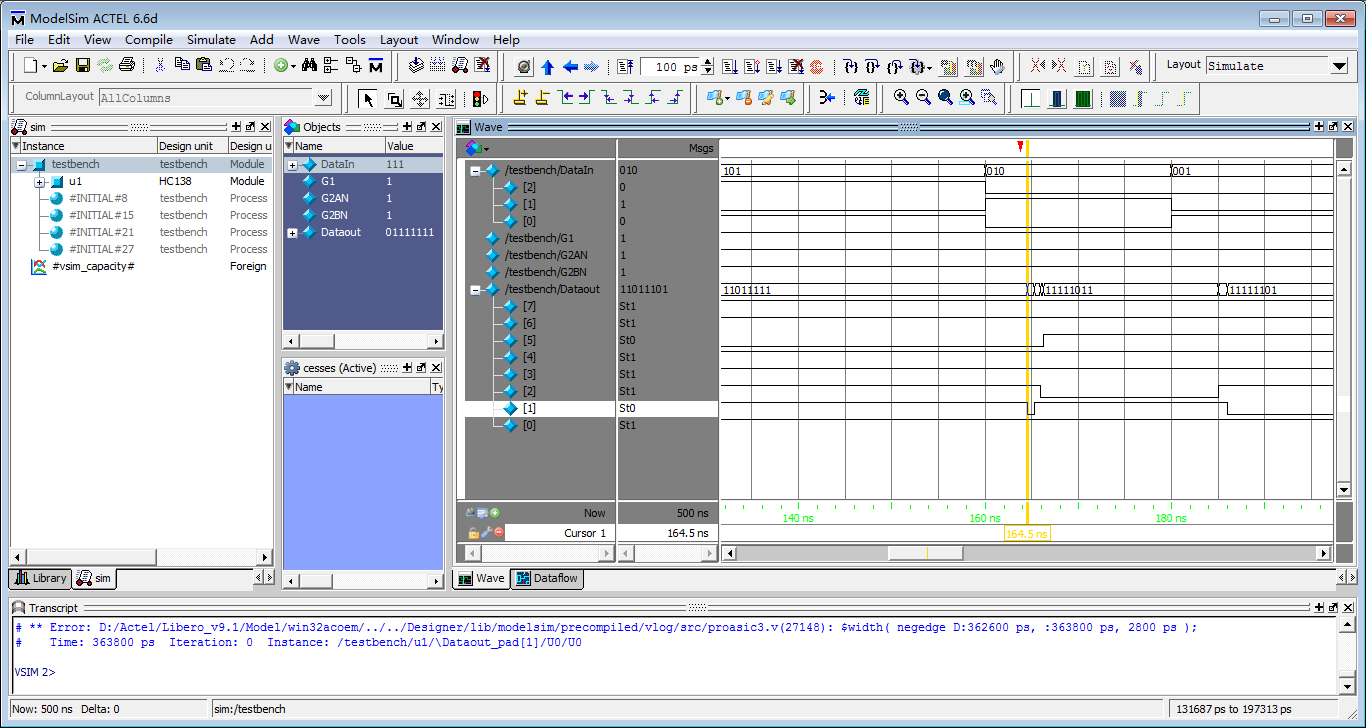 ModelSim ACTEL 6.6d
File Edit View Compile Simulate Add Wave Tools Layout Window Help
100 ps
Layout Simulate
ColumnLayout AllColumns
sim
Instance Design unit Design u
testbench testbench Module
u1 HC138 Module
#INITIAL#8 testbench Process
#INITIAL#15 testbench Process
#INITIAL#21 testbench Process
#INITIAL#27 testbench Process
#vsim_capacity# Foreign
Library sim
Objects
Name Value
DataIn 111
G1 1
G2AN 1
G2BN 1
Dataout 01111111
cesses (Active)
Name Ty
Wave
Msgs
/testbench/DataIn 010 101 010 001
[2] 0
[1] 1
[0] 0
/testbench/G1 1
/testbench/G2AN 1
/testbench/G2BN 1
/testbench/Dataout 11011101 11011111 11111011 11111101
[7] St1
[6] St1
[5] St0
[4] St1
[3] St1
[2] St1
[1] St0
[0] St1
Now 500 ns 140 ns 160 ns 180 ns
Cursor 1 164.5 ns 164.5 ns
Wave Dataflow
Transcript
# ** Error: D:/Actel/Libero_v9.1/Model/win32acoem/../../Designer/lib/modelsim/precompiled/vlog/src/proasic3.v(27148): $width( negedge D:362600 ps, :363800 ps, 2800 ps );
# Time: 363800 ps Iteration: 0 Instance: /testbench/u1/\Dataout_pad[1]/U0/U0
VSIM 2>
Now: 500 ns Delta: 0 sim:/testbench 131687 ps to 197313 ps